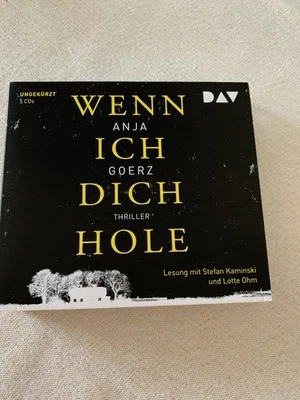 UNGEKÜRZT
5 CDs
DAV
WENN
ANJA
ICH
GOERZ
DICH
THRILLER
HOLE
Lesung mit Stefan Kaminski
und Lotte Ohm